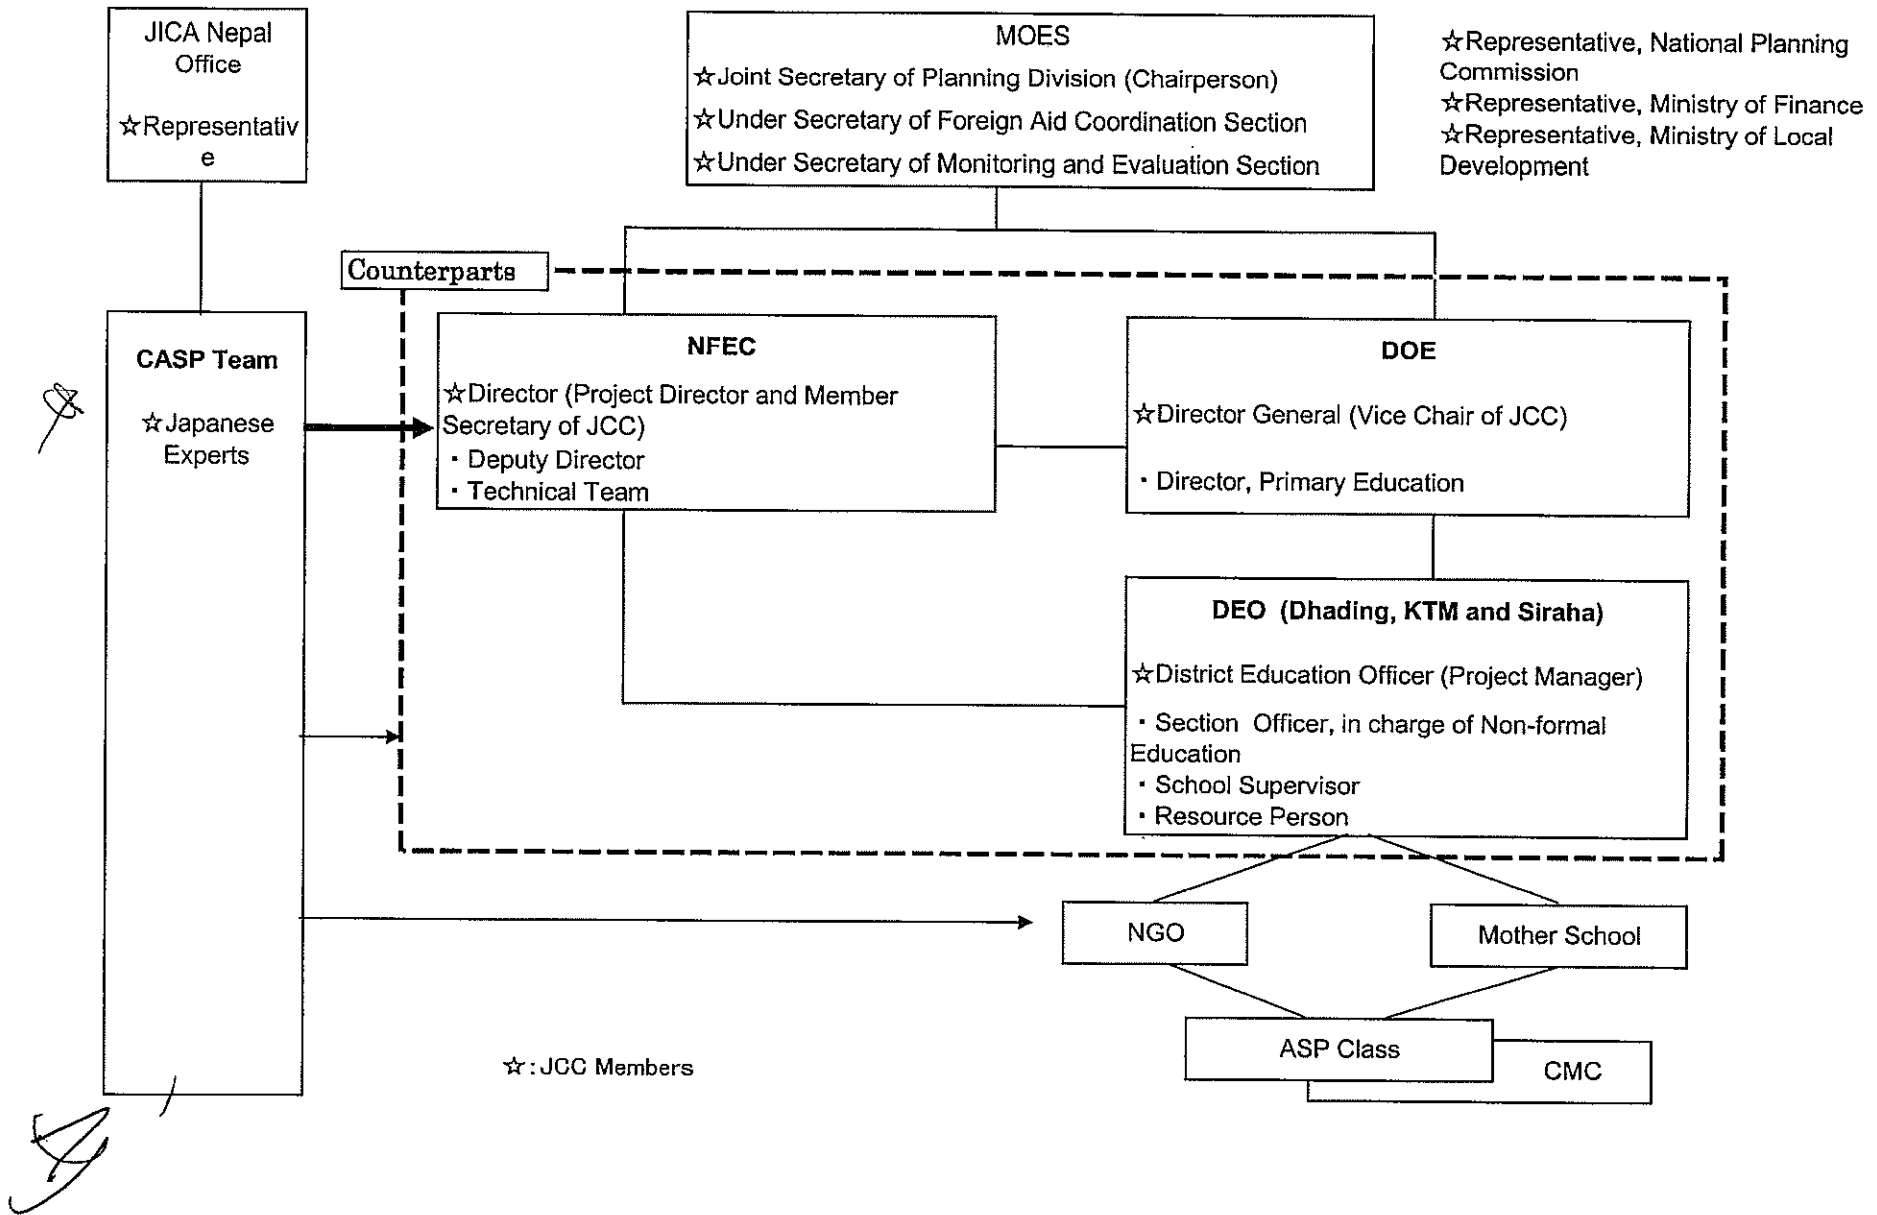 JICA Nepal
Office
☆Representativ
e
MOES
☆Joint Secretary of Planning Division (Chairperson)
☆Under Secretary of Foreign Aid Coordination Section
☆Under Secretary of Monitoring and Evaluation Section
☆Representative, National Planning
Commission
☆Representative, Ministry of Finance
☆Representative, Ministry of Local
Development
Counterparts
CASP Team
☆Japanese
Experts
NFEC
☆Director (Project Director and Member
Secretary of JCC)
・Deputy Director
・Technical Team
DOE
☆Director General (Vice Chair of JCC)
・Director, Primary Education
DEO (Dhading, KTM and Siraha)
☆District Education Officer (Project Manager)
・Section Officer, in charge of Non-formal
Education
・School Supervisor
・Resource Person
NGO
Mother School
ASP Class
CMC
☆:JCC Members